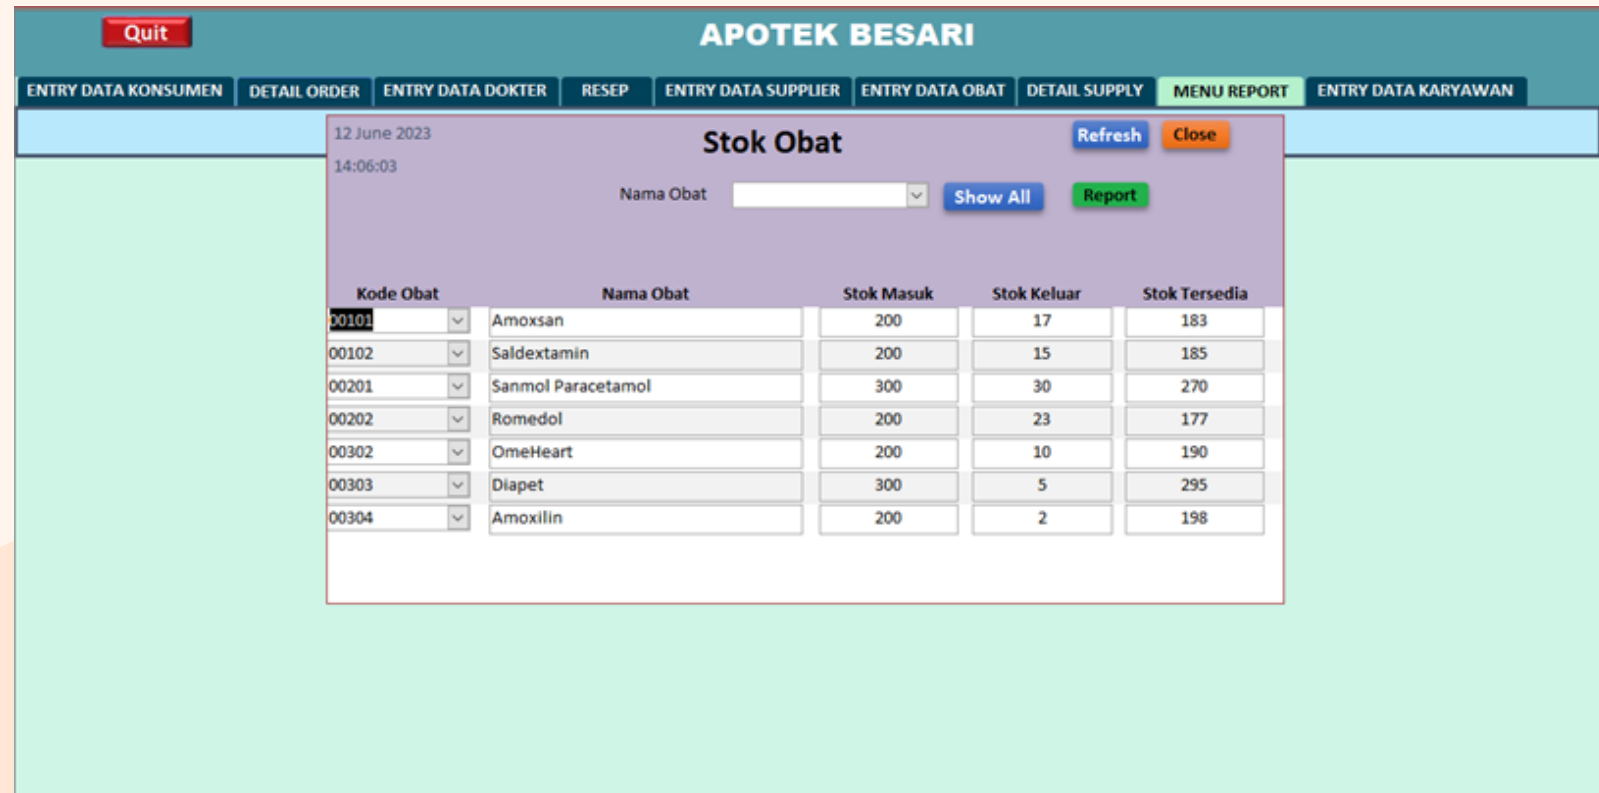 Quit
APOTEK BESARI
ENTRY DATA KONSUMEN DETAIL ORDER ENTRY DATA DOKTER RESEP ENTRY DATA SUPPLIER ENTRY DATA OBAT DETAIL SUPPLY MENU REPORT ENTRY DATA KARYAWAN
12 June 2023 Stok Obat Refresh Close
14:06:03
Nama Obat Show All Report
Kode Obat Nama Obat Stok Masuk Stok Keluar Stok Tersedia
00101 Amoxsan 200 17 183
00102 Saldextamin 200 15 185
00201 Sanmol Paracetamol 300 30 270
00202 Romedol 200 23 177
00302 OmeHeart 200 10 190
00303 Diapet 300 5 295
00304 Amoxilin 200 2 198